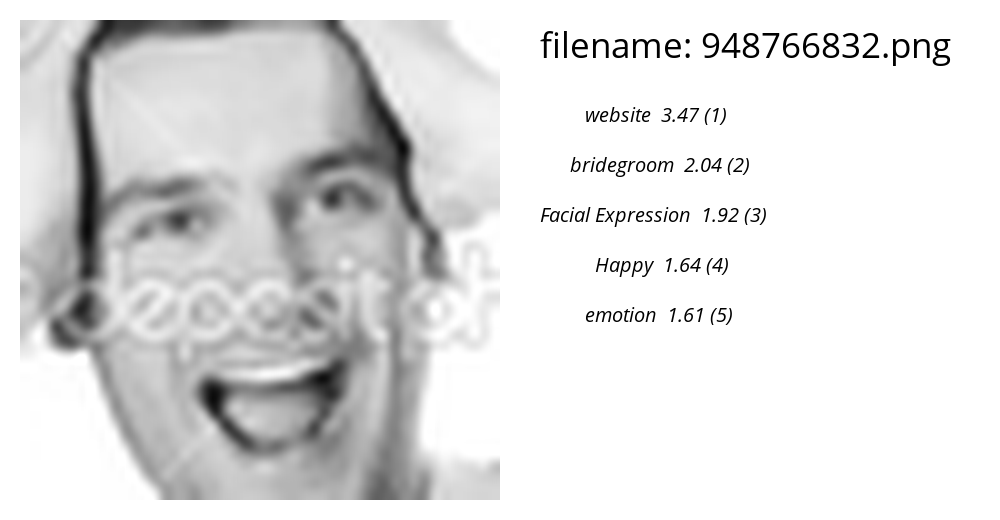 filename: 948766832.png
website 3.47 (1)
bridegroom 2.04 (2)
Facial Expression 1.92 (3)
Happy 1.64 (4)
emotion 1.61 (5)
depositph